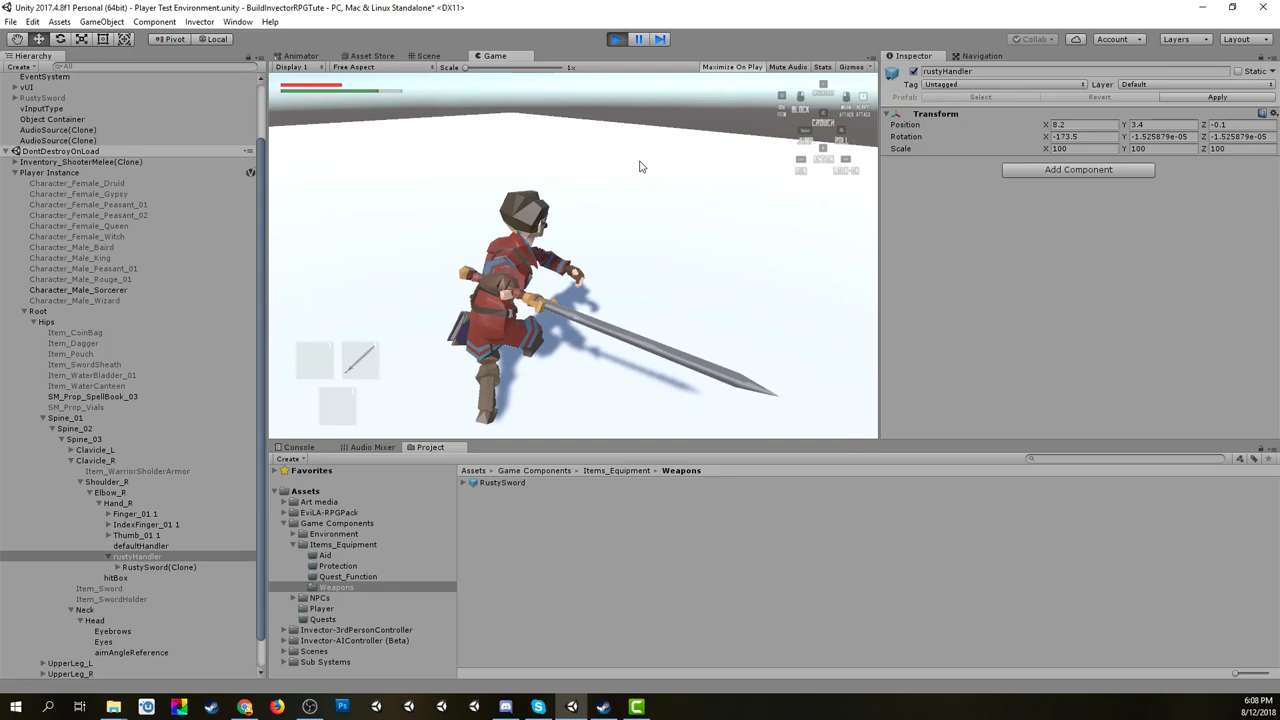 Unity 2017.4.8f1 Personal (64bit) - Player Test Environment.unity - BuildInvectorRPGTute - PC, Mac & Linux Standalone* <DX11>
File Edit Assets GameObject Component Invector Window Help
Pivot Local Collab Account Layers Layout
Hierarchy
Create All
EventSystem
vUI
RustySword
vInputType
Object Container
AudioSource(Clone)
AudioSource(Clone)
DontDestroyOnLoad
Inventory_ShooterMelee(Clone)
Player Instance
Character_Female_Druid
Character_Female_Gypsy
Character_Female_Peasant_01
Character_Female_Peasant_02
Character_Female_Queen
Character_Female_Witch
Character_Male_Baird
Character_Male_King
Character_Male_Peasant_01
Character_Male_Rouge_01
Character_Male_Sorcerer
Character_Male_Wizard
Root
Hips
Item_CoinBag
Item_Dagger
Item_Pouch
Item_SwordSheath
Item_WaterBladder_01
Item_WaterCanteen
SM_Prop_SpellBook_03
SM_Prop_Vials
Spine_01
Spine_02
Spine_03
Clavicle_L
Clavicle_R
Item_WarriorSholderArmor
Shoulder_R
Elbow_R
Hand_R
Finger_01 1
IndexFinger_01 1
Thumb_01 1
defaultHandler
rustyHandler
RustySword(Clone)
hitBox
Item_Sword
Item_SwordHolder
Neck
Head
Eyebrows
Eyes
aimAngleReference
UpperLeg_L
UpperLeg_R
Animator Asset Store Scene Game
Display 1 Free Aspect Scale 1x Maximize On Play Mute Audio Stats Gizmos
BLOCK
CROUCH
Console Audio Mixer Project
Create
Favorites
Assets
Art media
EviLA-RPGPack
Game Components
Environment
Items_Equipment
Aid
Protection
Quest_Function
Weapons
NPCs
Player
Quests
Invector-3rdPersonController
Invector-AIController (Beta)
Scenes
Sub Systems
Assets Game Components Items_Equipment Weapons
RustySword
Inspector Navigation
rustyHandler Static
Tag Untagged Layer Default
Prefab Select Revert Apply
Transform
Position X 8.2 Y 3.4 Z -0.1
Rotation X -173.5 Y -1.525879e-05 Z -1.525879e-05
Scale X 100 Y 100 Z 100
Add Component
6:08 PM
8/12/2018